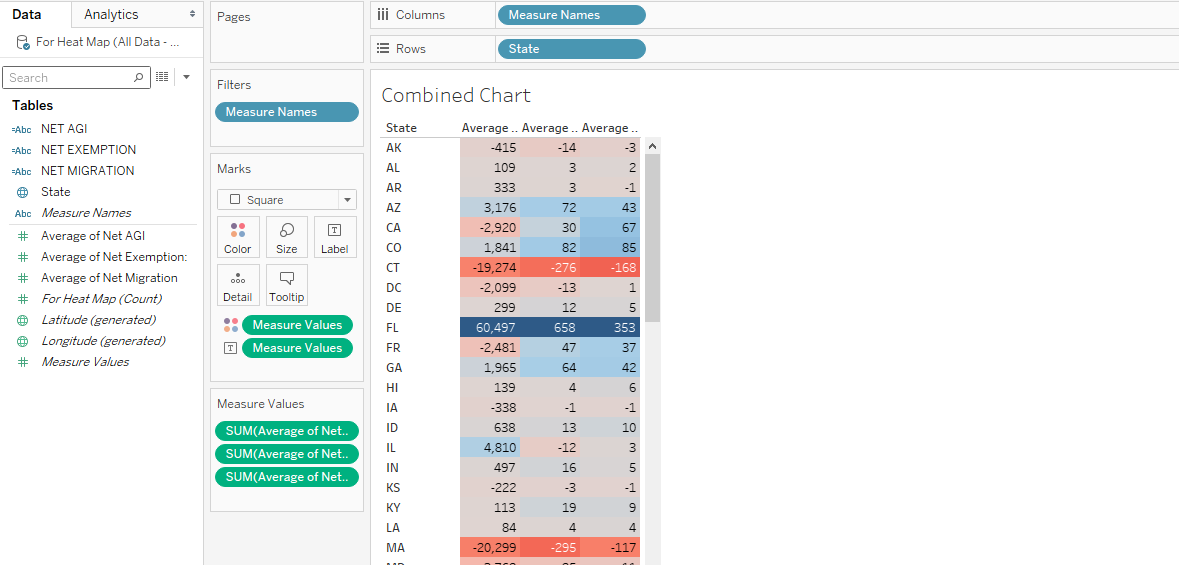 Data
Analytics
For Heat Map (All Data - ...
Search
Tables
=Abc NET AGI
=Abc NET EXEMPTION
=Abc NET MIGRATION
State
Abc Measure Names
Average of Net AGI
Average of Net Exemption:
Average of Net Migration
For Heat Map (Count)
Latitude (generated)
Longitude (generated)
Measure Values
Pages
Filters
Measure Names
Marks
Square
Color Size Label
Detail Tooltip
Measure Values
Measure Values
Measure Values
SUM(Average of Net..
SUM(Average of Net..
SUM(Average of Net..
Columns Measure Names
Rows State
Combined Chart
State Average .. Average .. Average ..
AK -415 -14 -3
AL 109 3 2
AR 333 3 -1
AZ 3,176 72 43
CA -2,920 30 67
CO 1,841 82 85
CT -19,274 -276 -168
DC -2,099 -13 1
DE 299 12 5
FL 60,497 658 353
FR -2,481 47 37
GA 1,965 64 42
HI 139 4 6
IA -338 -1 -1
ID 638 13 10
IL 4,810 -12 3
IN 497 16 5
KS -222 -3 -1
KY 113 19 9
LA 84 4 4
MA -20,299 -295 -117